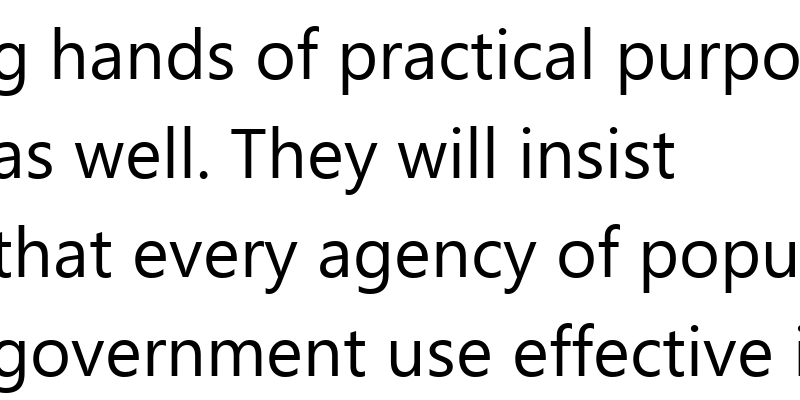 g hands of practical purpo
as well. They will insist
that every agency of popu
government use effective i